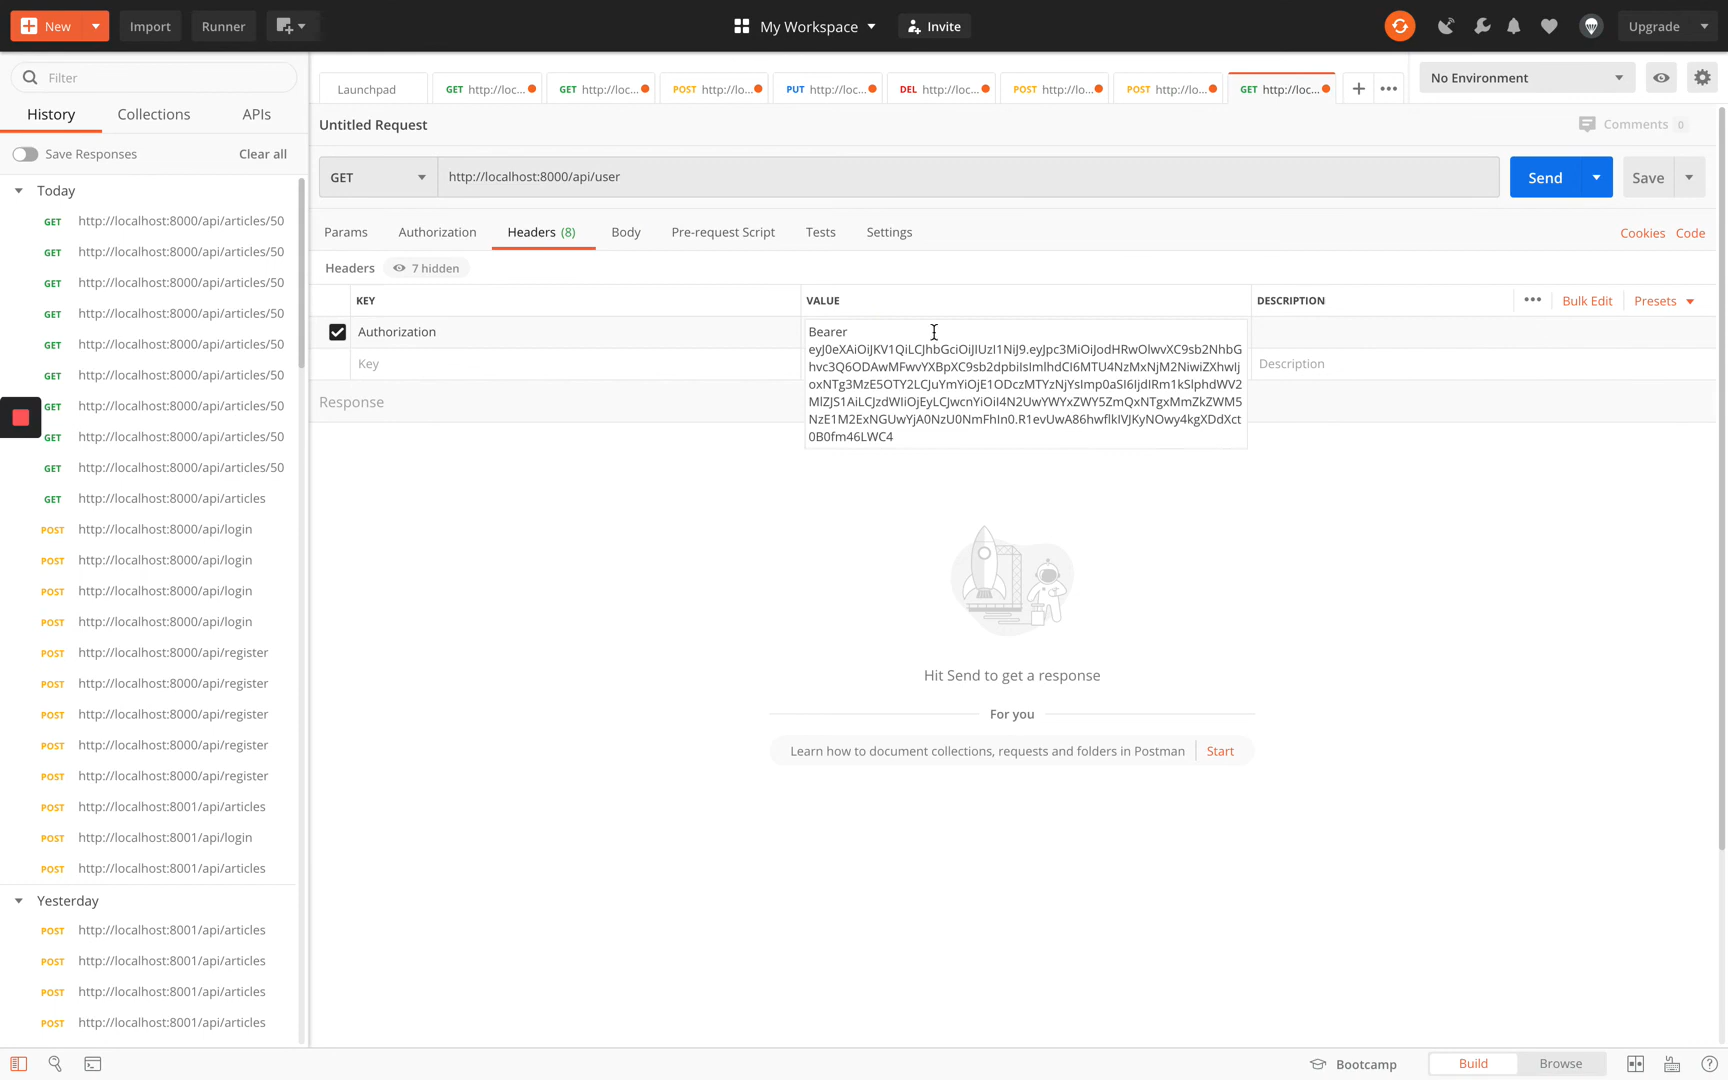 New
Import
Runner
My Workspace
Invite
Upgrade
Filter
History
Collections
APIs
Save Responses
Clear all
Today
GET http://localhost:8000/api/articles/50
GET http://localhost:8000/api/articles/50
GET http://localhost:8000/api/articles/50
GET http://localhost:8000/api/articles/50
GET http://localhost:8000/api/articles/50
GET http://localhost:8000/api/articles/50
GET http://localhost:8000/api/articles/50
GET http://localhost:8000/api/articles/50
GET http://localhost:8000/api/articles/50
GET http://localhost:8000/api/articles
POST http://localhost:8000/api/login
POST http://localhost:8000/api/login
POST http://localhost:8000/api/login
POST http://localhost:8000/api/login
POST http://localhost:8000/api/register
POST http://localhost:8000/api/register
POST http://localhost:8000/api/register
POST http://localhost:8000/api/register
POST http://localhost:8000/api/register
POST http://localhost:8001/api/articles
POST http://localhost:8001/api/login
POST http://localhost:8001/api/articles
Yesterday
POST http://localhost:8001/api/articles
POST http://localhost:8001/api/articles
POST http://localhost:8001/api/articles
POST http://localhost:8001/api/articles
Launchpad
GET http://loc...
GET http://loc...
POST http://lo...
PUT http://loc...
DEL http://loc...
POST http://lo...
POST http://lo...
GET http://loc...
No Environment
Untitled Request
Comments 0
GET
http://localhost:8000/api/user
Send
Save
Params
Authorization
Headers (8)
Body
Pre-request Script
Tests
Settings
Cookies
Code
Headers
7 hidden
KEY
VALUE
DESCRIPTION
Bulk Edit
Presets
Authorization
Bearer
Key
Description
Response
Hit Send to get a response
For you
Learn how to document collections, requests and folders in Postman
Start
Bootcamp
Build
Browse